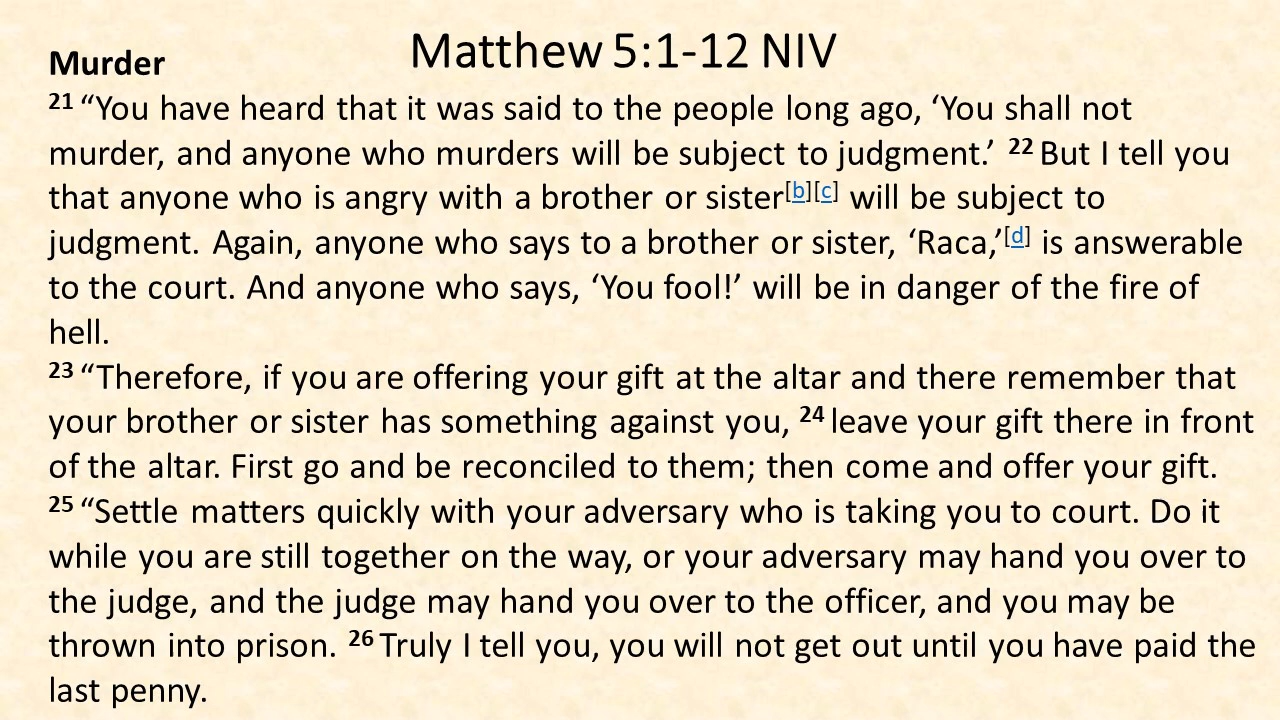 Matthew 5:1-12 NIV
Murder
21 “You have heard that it was said to the people long ago, ‘You shall not
murder, and anyone who murders will be subject to judgment.’ 22 But I tell you
that anyone who is angry with a brother or sister[b][c] will be subject to
judgment. Again, anyone who says to a brother or sister, ‘Raca,’[d] is answerable
to the court. And anyone who says, ‘You fool!’ will be in danger of the fire of
hell.
23 “Therefore, if you are offering your gift at the altar and there remember that
your brother or sister has something against you, 24 leave your gift there in front
of the altar. First go and be reconciled to them; then come and offer your gift.
25 “Settle matters quickly with your adversary who is taking you to court. Do it
while you are still together on the way, or your adversary may hand you over to
the judge, and the judge may hand you over to the officer, and you may be
thrown into prison. 26 Truly I tell you, you will not get out until you have paid the
last penny.